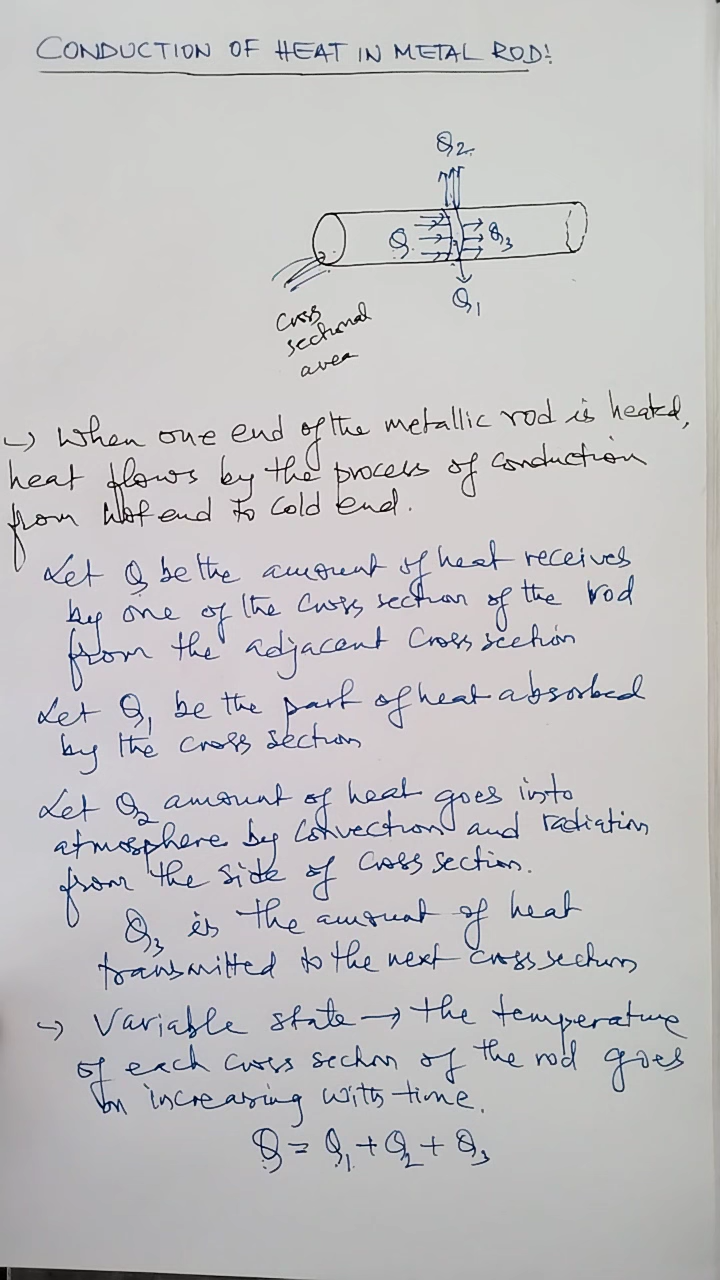 CONDUCTION OF HEAT IN METAL ROD:
Q2
Q
Q3
Q1
cross
sectional
area
→ When one end of the metallic rod is heated,
heat flows by the process of conduction
from hot end to cold end.
Let Q be the amount of heat receives
by one of the cross section of the rod
from the adjacent cross section
Let Q1 be the part of heat absorbed
by the cross section
Let Q2 amount of heat goes into
atmosphere by convection and radiation
from the side of cross section.
Q3 is the amount of heat
transmitted to the next cross section
→ Variable state → the temperature
of each cross section of the rod goes
on increasing with time.
Q = Q1 + Q2 + Q3